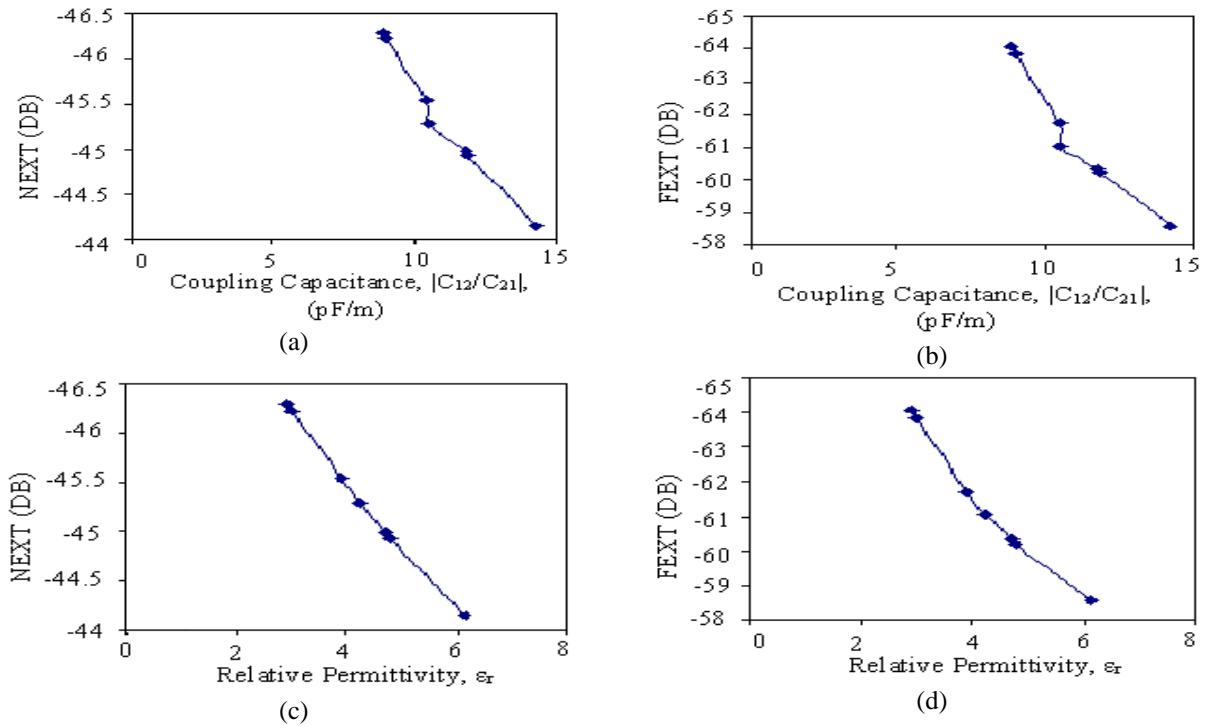 -46.5
-46
-45.5
-45
-44.5
-44
NEXT (DB)
0 5 10 15
Coupling Capacitance, |C₁₂/C₂₁|,
(pF/m)
(a)
-65
-64
-63
-62
-61
-60
-59
-58
FEXT (DB)
0 5 10 15
Coupling Capacitance, |C₁₂/C₂₁|,
(pF/m)
(b)
-46.5
-46
-45.5
-45
-44.5
-44
NEXT (DB)
0 2 4 6 8
Relative Permittivity, εᵣ
(c)
-65
-64
-63
-62
-61
-60
-59
-58
FEXT (DB)
0 2 4 6 8
Relative Permittivity, εᵣ
(d)